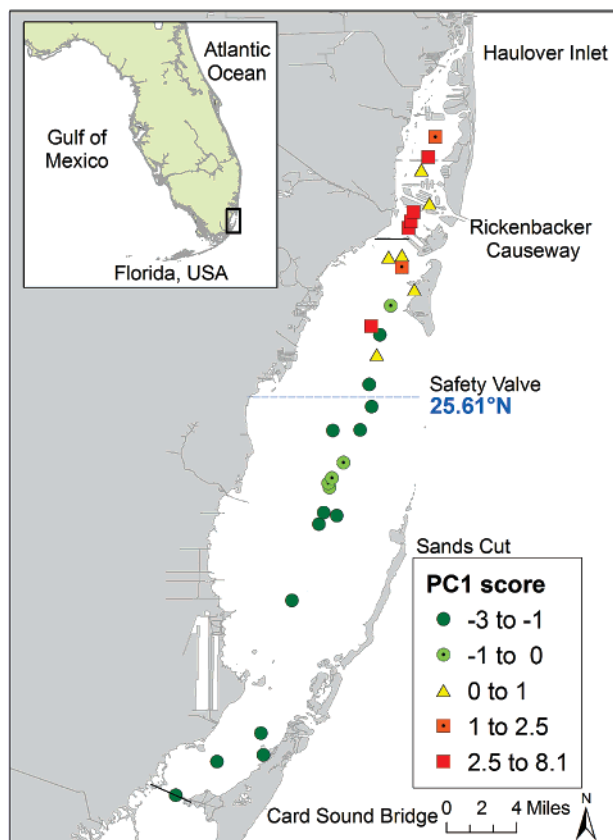 Atlantic
Ocean
Gulf of
Mexico
Florida, USA
Haulover Inlet
Rickenbacker
Causeway
Safety Valve
25.61°N
Sands Cut
PC1 score
-3 to -1
-1 to 0
0 to 1
1 to 2.5
2.5 to 8.1
Card Sound Bridge
0 2 4 Miles
N